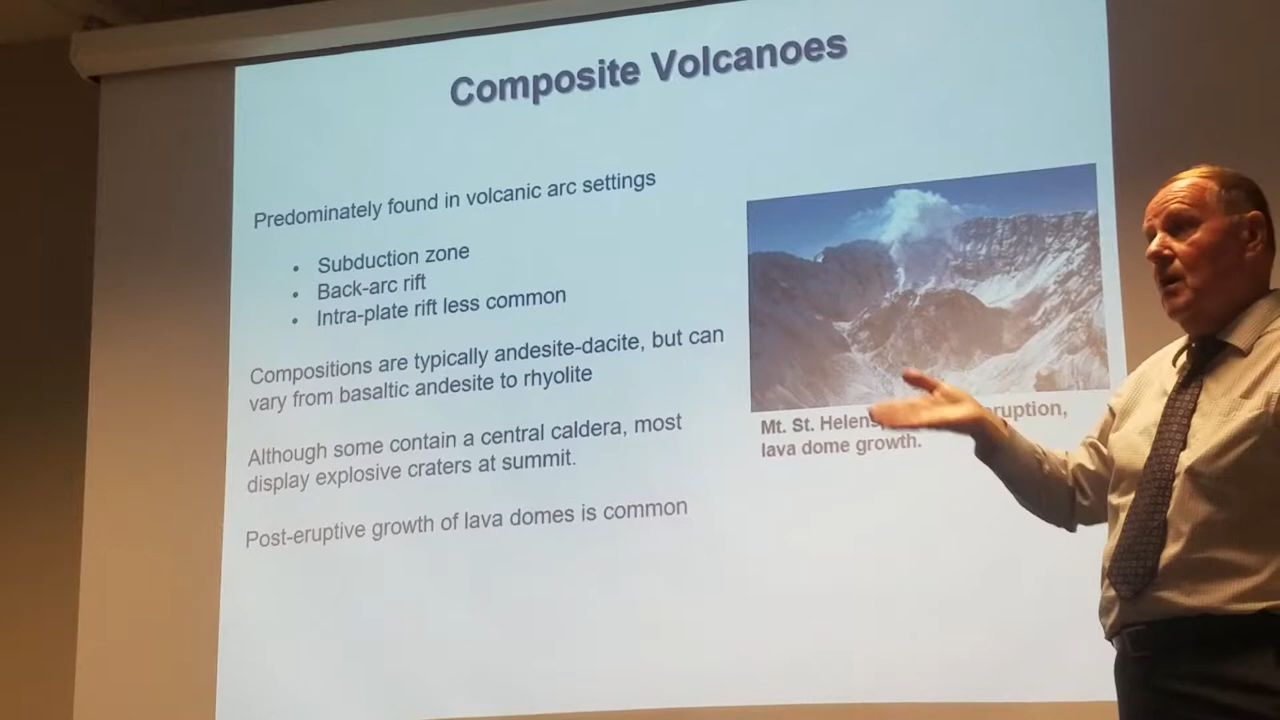 Composite Volcanoes
Predominately found in volcanic arc settings
• Subduction zone
• Back-arc rift
• Intra-plate rift less common
Compositions are typically andesite-dacite, but can
vary from basaltic andesite to rhyolite
Although some contain a central caldera, most
display explosive craters at summit.
Post-eruptive growth of lava domes is common
Mt. St. Helens
lava dome growth.